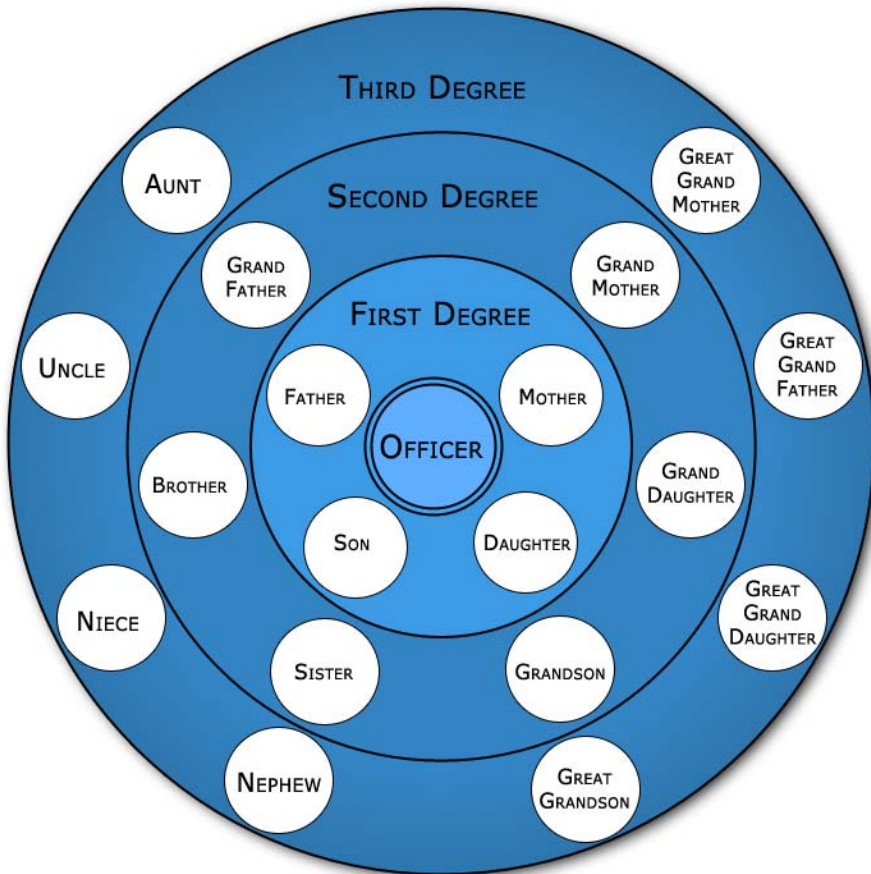 THIRD DEGREE
AUNT
GREAT
GRAND
MOTHER
SECOND DEGREE
GRAND
FATHER
GRAND
MOTHER
FIRST DEGREE
UNCLE
GREAT
GRAND
FATHER
FATHER
MOTHER
OFFICER
BROTHER
GRAND
DAUGHTER
SON
DAUGHTER
NIECE
GREAT
GRAND
DAUGHTER
SISTER
GRANDSON
NEPHEW
GREAT
GRANDSON